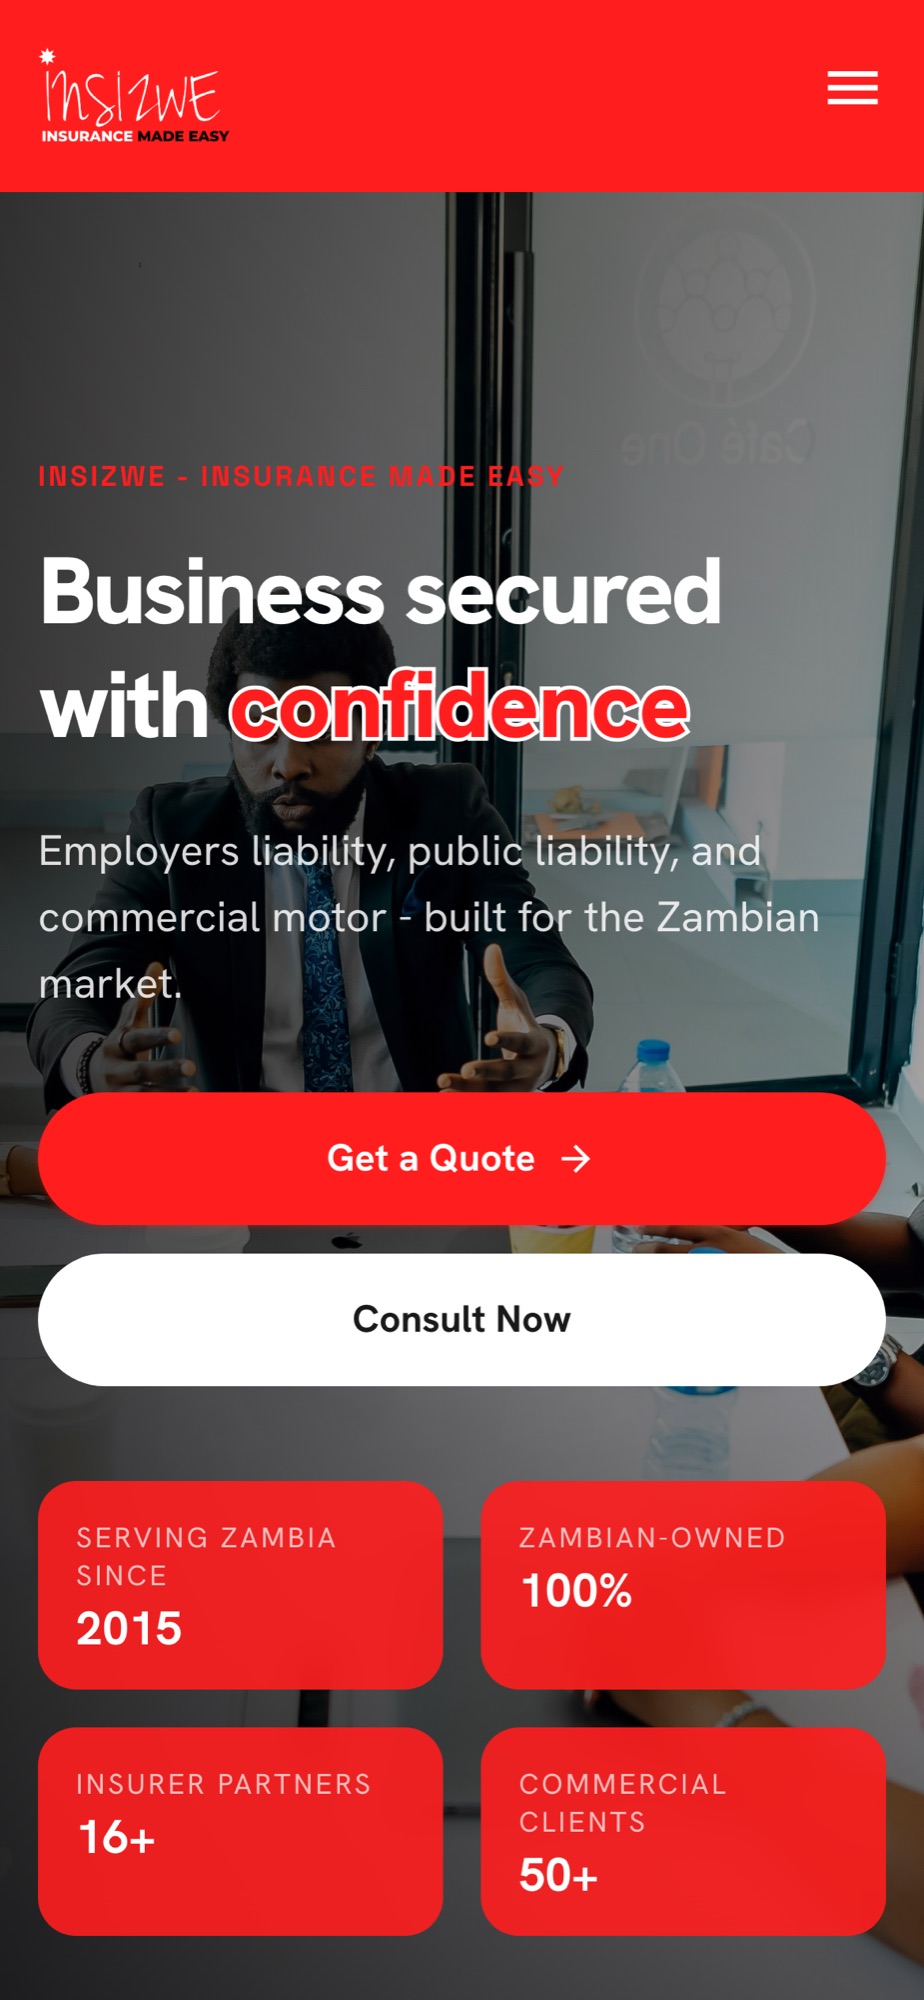 INSIZWE
INSURANCE MADE EASY
Café One
INSIZWE - INSURANCE MADE EASY
Business secured
with confidence
Employers liability, public liability, and
commercial motor - built for the Zambian
market.
Get a Quote →
Consult Now
SERVING ZAMBIA
SINCE
2015
ZAMBIAN-OWNED
100%
INSURER PARTNERS
16+
COMMERCIAL
CLIENTS
50+